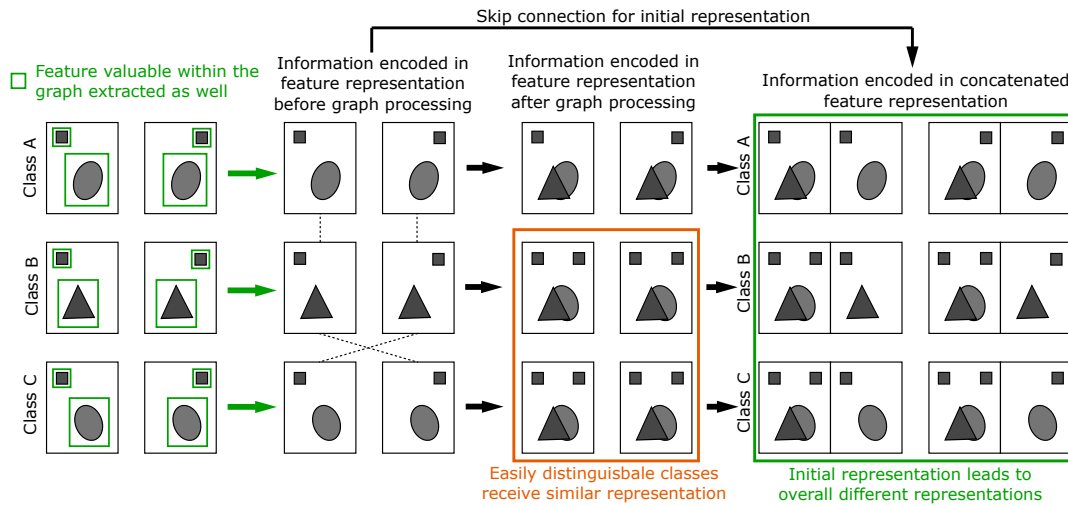 Skip connection for initial representation
Feature valuable within the
graph extracted as well
Information encoded in
feature representation
before graph processing
Information encoded in
feature representation
after graph processing
Information encoded in concatenated
feature representation
Class A
Class A
Class B
Class B
Class C
Class C
Easily distinguisbale classes
receive similar representation
Initial representation leads to
overall different representations